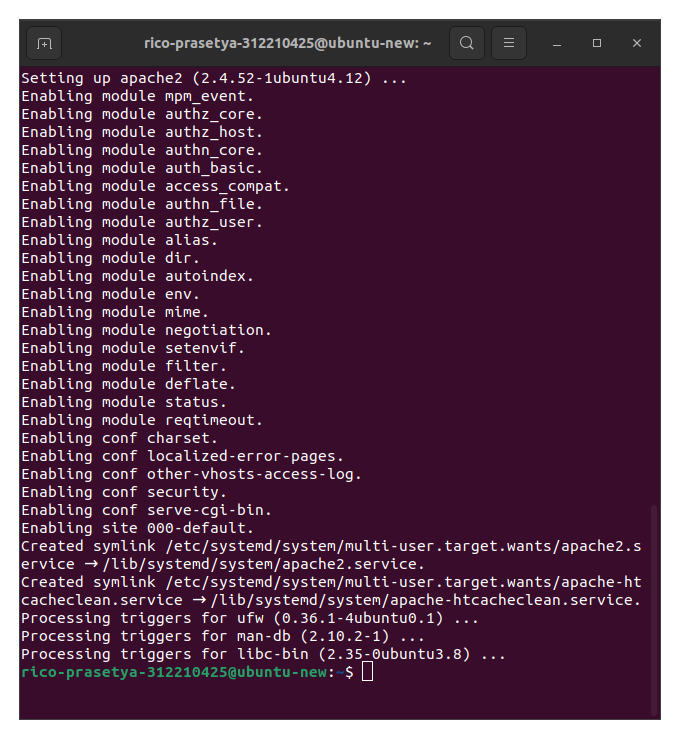 rico-prasetya-312210425@ubuntu-new: ~
Setting up apache2 (2.4.52-1ubuntu4.12) ...
Enabling module mpm_event.
Enabling module authz_core.
Enabling module authz_host.
Enabling module authn_core.
Enabling module auth_basic.
Enabling module access_compat.
Enabling module authn_file.
Enabling module authz_user.
Enabling module alias.
Enabling module dir.
Enabling module autoindex.
Enabling module env.
Enabling module mime.
Enabling module negotiation.
Enabling module setenvif.
Enabling module filter.
Enabling module deflate.
Enabling module status.
Enabling module reqtimeout.
Enabling conf charset.
Enabling conf localized-error-pages.
Enabling conf other-vhosts-access-log.
Enabling conf security.
Enabling conf serve-cgi-bin.
Enabling site 000-default.
Created symlink /etc/systemd/system/multi-user.target.wants/apache2.s
ervice → /lib/systemd/system/apache2.service.
Created symlink /etc/systemd/system/multi-user.target.wants/apache-ht
cacheclean.service → /lib/systemd/system/apache-htcacheclean.service.
Processing triggers for ufw (0.36.1-4ubuntu0.1) ...
Processing triggers for man-db (2.10.2-1) ...
Processing triggers for libc-bin (2.35-0ubuntu3.8) ...
rico-prasetya-312210425@ubuntu-new:~$